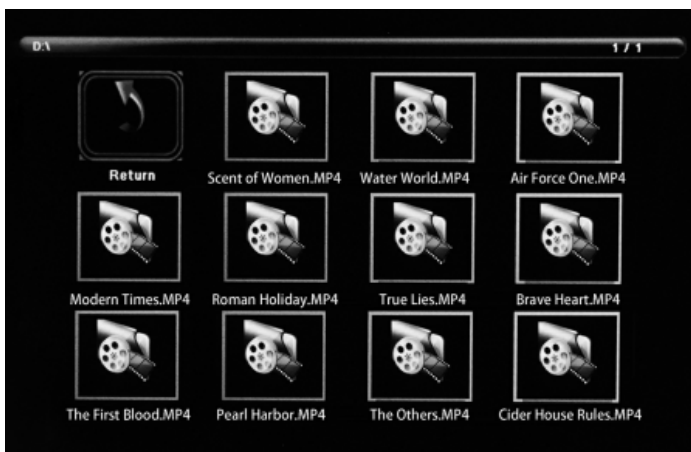 D:\ 1 / 1
Return Scent of Women.MP4 Water World.MP4 Air Force One.MP4
Modern Times.MP4 Roman Holiday.MP4 True Lies.MP4 Brave Heart.MP4
The First Blood.MP4 Pearl Harbor.MP4 The Others.MP4 Cider House Rules.MP4